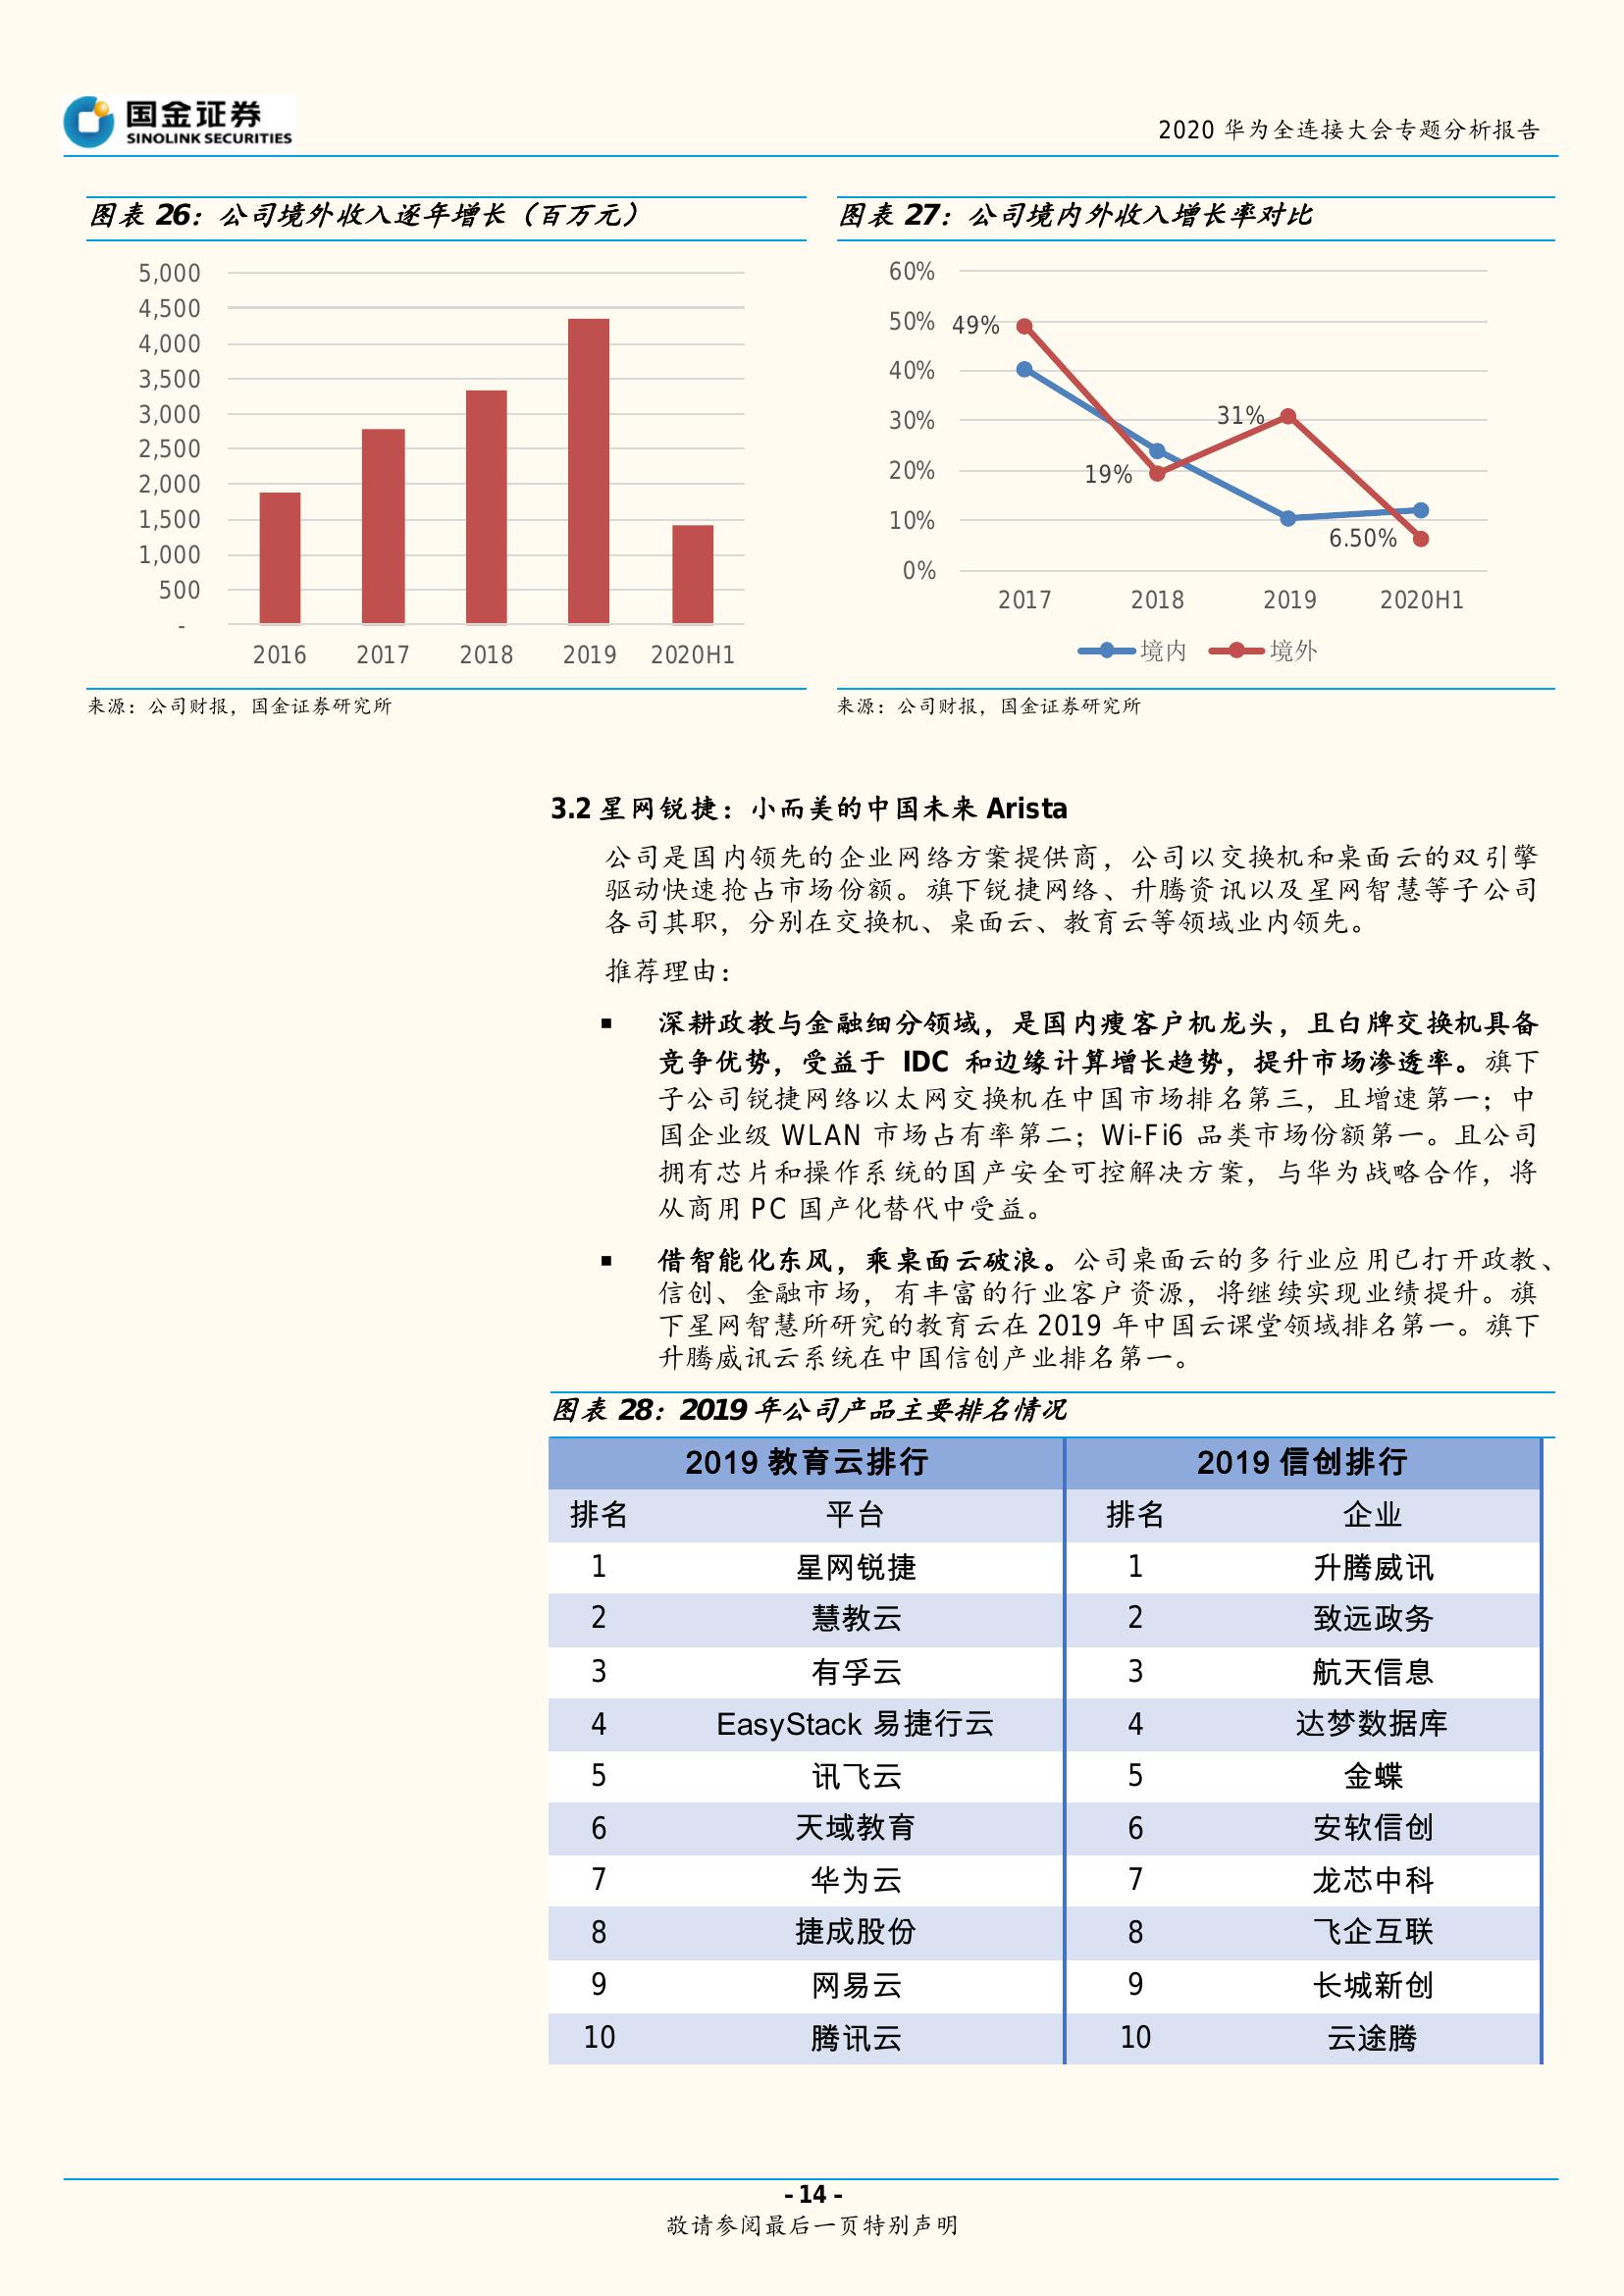 国金证券
SINOLINK SECURITIES
2020 华为全连接大会专题分析报告
图表 26：公司境外收入逐年增长（百万元）
5,000
4,500
4,000
3,500
3,000
2,500
2,000
1,500
1,000
500
-
2016 2017 2018 2019 2020H1
来源：公司财报，国金证券研究所
图表 27：公司境内外收入增长率对比
60%
50%
40%
30%
20%
10%
0%
49%
19%
31%
6.50%
2017 2018 2019 2020H1
境内 境外
来源：公司财报，国金证券研究所
3.2 星网锐捷：小而美的中国未来 Arista
公司是国内领先的企业网络方案提供商，公司以交换机和桌面云的双引擎
驱动快速抢占市场份额。旗下锐捷网络、升腾资讯以及星网智慧等子公司
各司其职，分别在交换机、桌面云、教育云等领域业内领先。
推荐理由：
■ 深耕政教与金融细分领域，是国内瘦客户机龙头，且白牌交换机具备
竞争优势，受益于 IDC 和边缘计算增长趋势，提升市场渗透率。旗下
子公司锐捷网络以太网交换机在中国市场排名第三，且增速第一；中
国企业级 WLAN 市场占有率第二；Wi-Fi6 品类市场份额第一。且公司
拥有芯片和操作系统的国产安全可控解决方案，与华为战略合作，将
从商用 PC 国产化替代中受益。
■ 借智能化东风，乘桌面云破浪。公司桌面云的多行业应用已打开政教、
信创、金融市场，有丰富的行业客户资源，将继续实现业绩提升。旗
下星网智慧所研究的教育云在 2019 年中国云课堂领域排名第一。旗下
升腾威讯云系统在中国信创产业排名第一。
图表 28：2019 年公司产品主要排名情况
2019 教育云排行 2019 信创排行
排名 平台 排名 企业
1 星网锐捷 1 升腾威讯
2 慧教云 2 致远政务
3 有孚云 3 航天信息
4 EasyStack 易捷行云 4 达梦数据库
5 讯飞云 5 金蝶
6 天域教育 6 安软信创
7 华为云 7 龙芯中科
8 捷成股份 8 飞企互联
9 网易云 9 长城新创
10 腾讯云 10 云途腾
- 14 -
敬请参阅最后一页特别声明